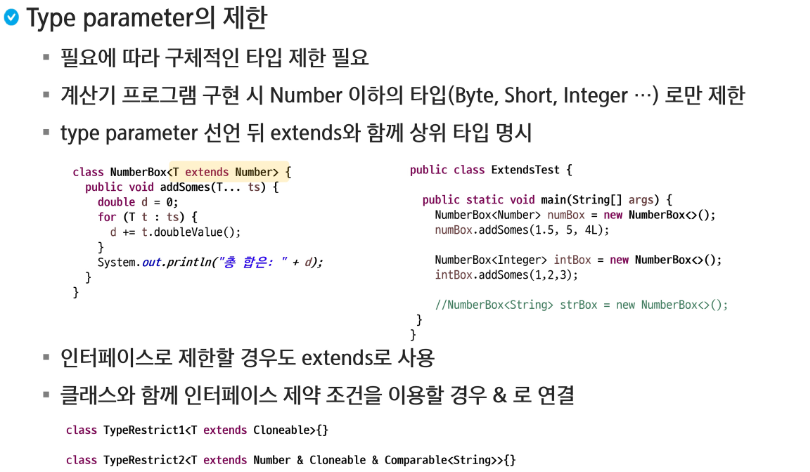 Type parameter의 제한
필요에 따라 구체적인 타입 제한 필요
계산기 프로그램 구현 시 Number 이하의 타입(Byte, Short, Integer …) 로만 제한
type parameter 선언 뒤 extends와 함께 상위 타입 명시
class NumberBox<T extends Number> {
public void addSomes(T... ts) {
double d = 0;
for (T t : ts) {
d += t.doubleValue();
}
System.out.println("총 합은: " + d);
}
}
public class ExtendsTest {
public static void main(String[] args) {
NumberBox<Number> numBox = new NumberBox<>();
numBox.addSomes(1.5, 5, 4L);
NumberBox<Integer> intBox = new NumberBox<>();
intBox.addSomes(1,2,3);
//NumberBox<String> strBox = new NumberBox<>();
}
}
인터페이스로 제한할 경우도 extends로 사용
클래스와 함께 인터페이스 제약 조건을 이용할 경우 & 로 연결
class TypeRestrict1<T extends Cloneable>{}
class TypeRestrict2<T extends Number & Cloneable & Comparable<String>>{}